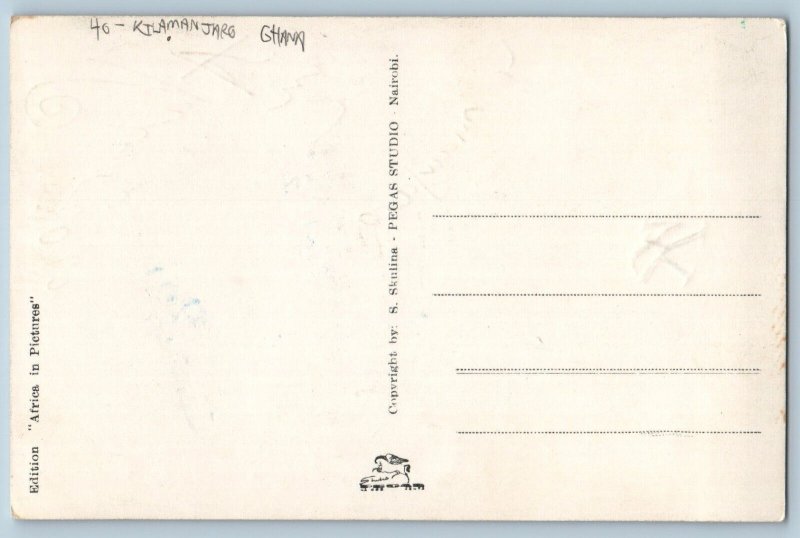 40 - KILAMANJARO GHANA
Edition "Africa in Pictures"
Copyright by: S. Skulina - PEGAS STUDIO - Nairobi.